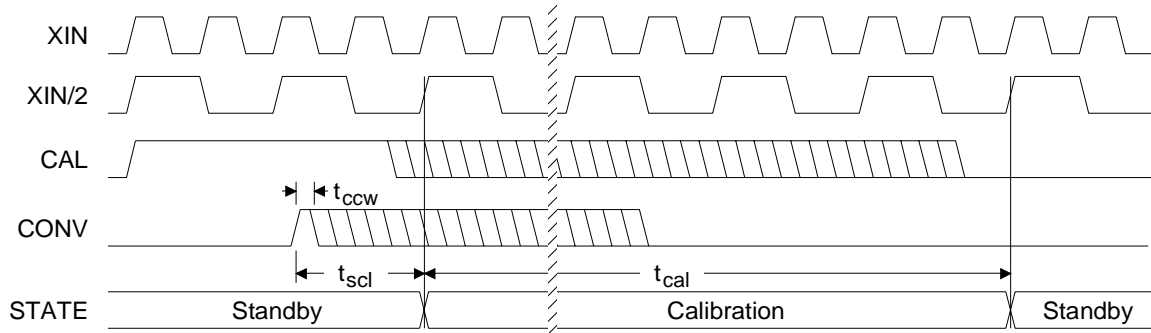 XIN
XIN/2
CAL
tccw
CONV
tscl
tcal
STATE
Standby
Calibration
Standby